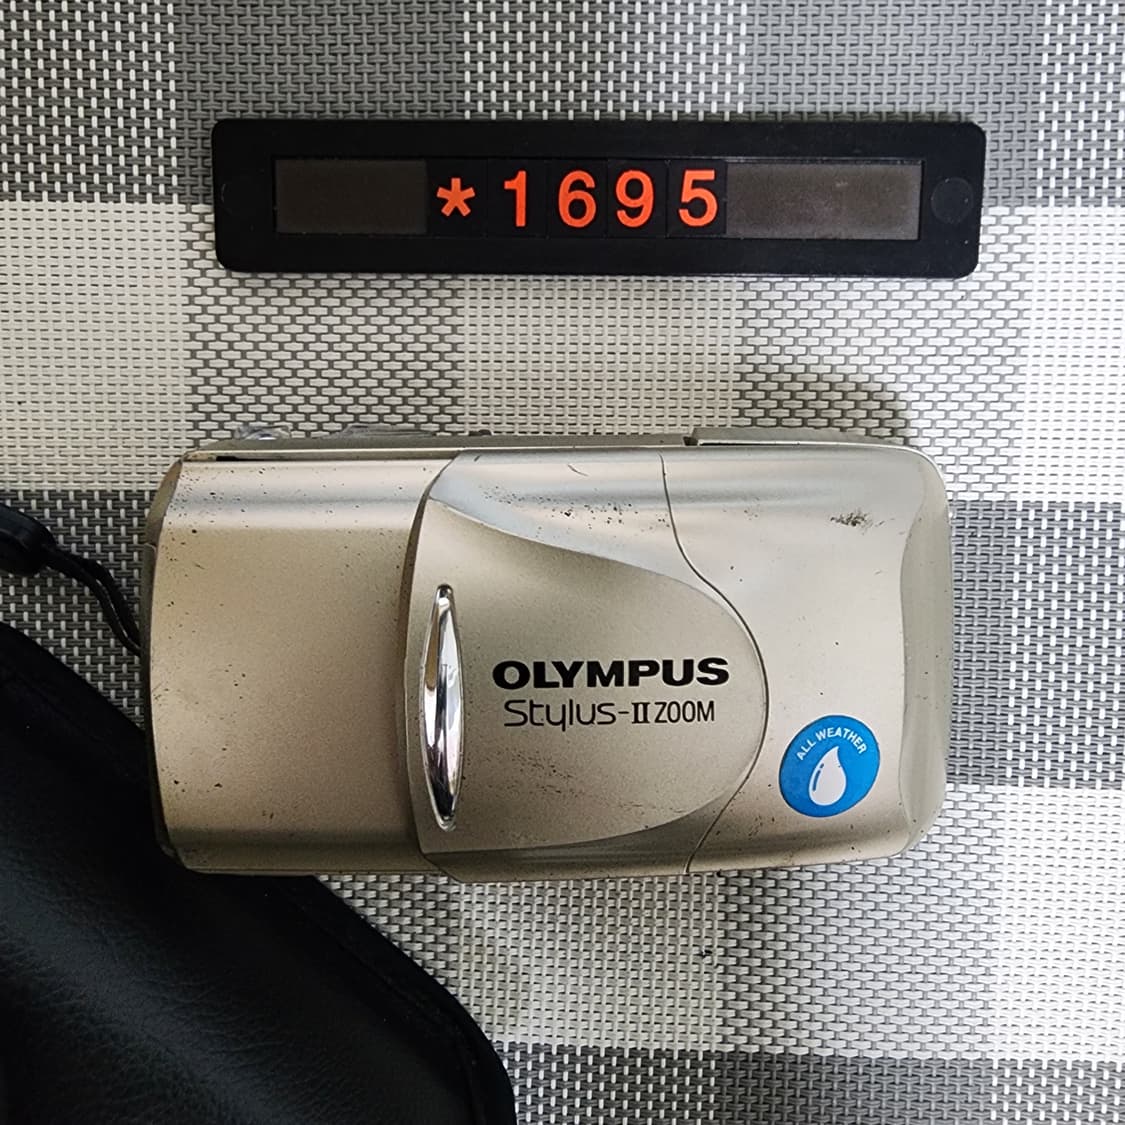 *1695
OLYMPUS
Stylus-II ZOOM
ALL WEATHER